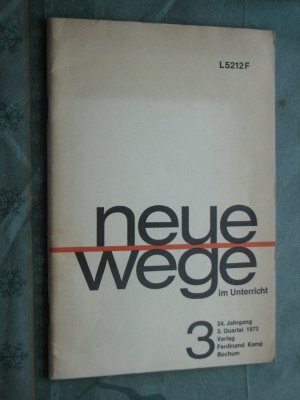 L5212F
neue
wege
im Unterricht
3
24. Jahrgang
3. Quartal 1973
Verlag
Ferdinand Kamp
Bochum